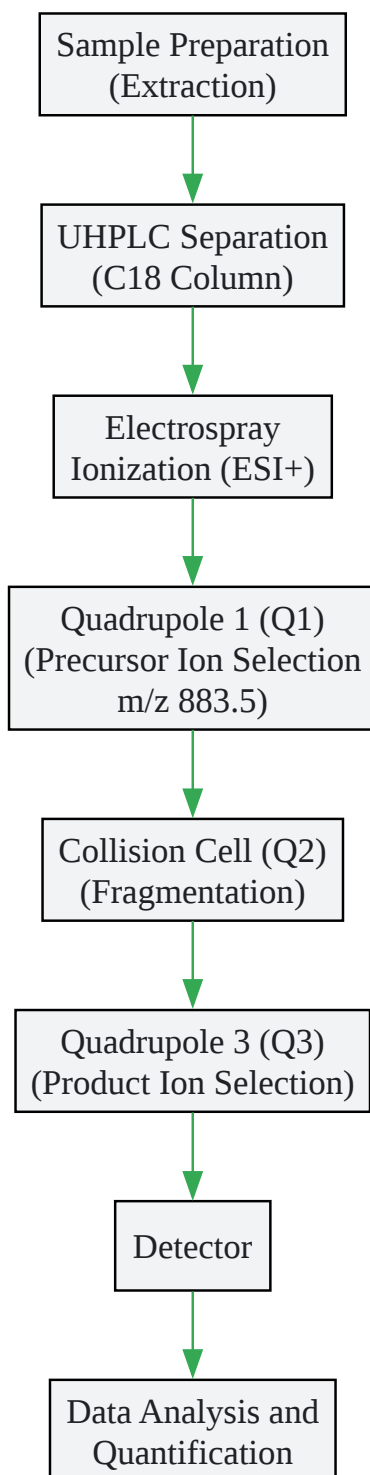 Sample Preparation
(Extraction)
UHPLC Separation
(C18 Column)
Electrospray
Ionization (ESI+)
Quadrupole 1 (Q1)
(Precursor Ion Selection
m/z 883.5)
Collision Cell (Q2)
(Fragmentation)
Quadrupole 3 (Q3)
(Product Ion Selection)
Detector
Data Analysis and
Quantification